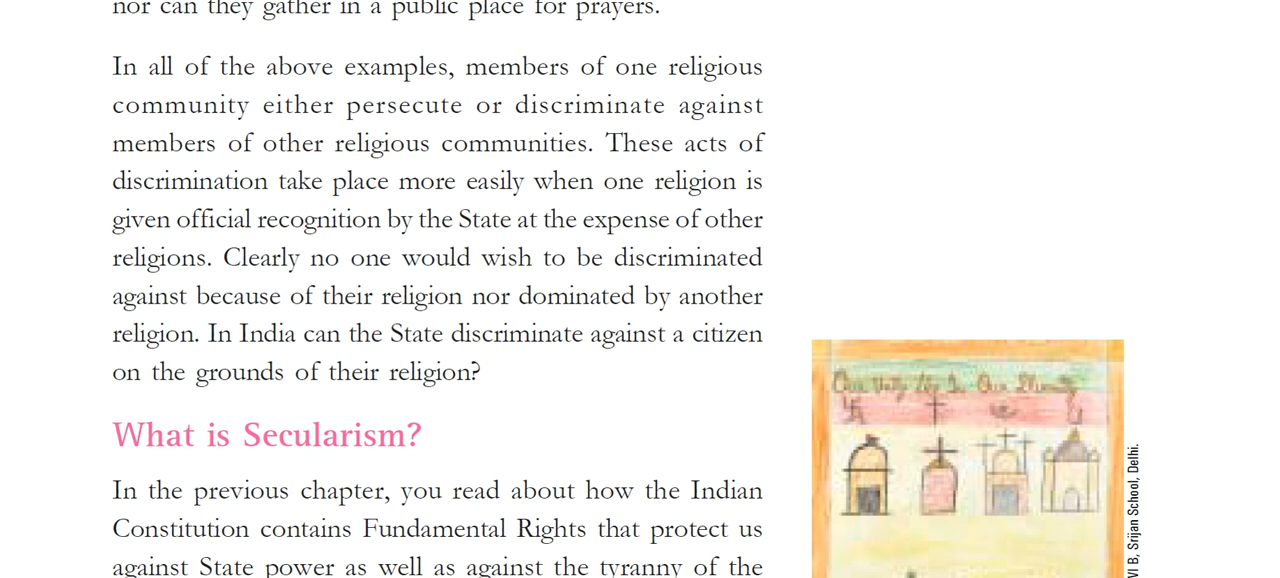 nor can they gather in a public place for prayers.
In all of the above examples, members of one religious
community either persecute or discriminate against
members of other religious communities. These acts of
discrimination take place more easily when one religion is
given official recognition by the State at the expense of other
religions. Clearly no one would wish to be discriminated
against because of their religion nor dominated by another
religion. In India can the State discriminate against a citizen
on the grounds of their religion?
What is Secularism?
In the previous chapter, you read about how the Indian
Constitution contains Fundamental Rights that protect us
against State power as well as against the tyranny of the
Our In Our
VI B, Srijan School, Delhi.